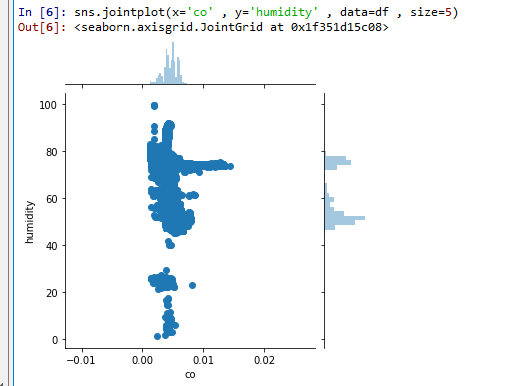 In [6]: sns.jointplot(x='co' , y='humidity' , data=df , size=5)
Out[6]: <seaborn.axisgrid.JointGrid at 0x1f351d15c08>
100
80
60
40
20
0
humidity
−0.01 0.00 0.01 0.02
co